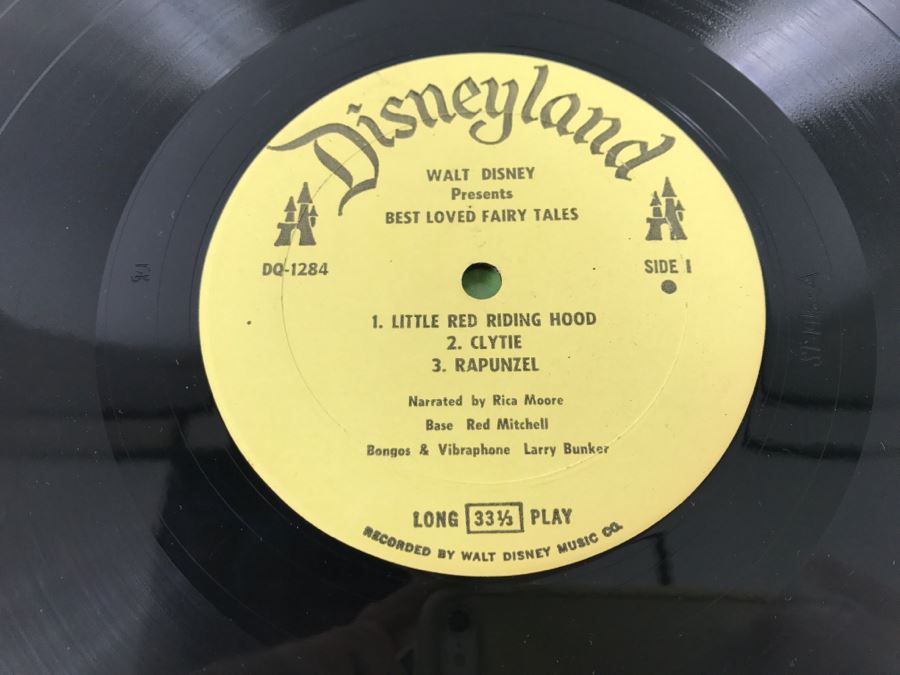 Disneyland
WALT DISNEY
Presents
BEST LOVED FAIRY TALES
DQ-1284
SIDE I
1. LITTLE RED RIDING HOOD
2. CLYTIE
3. RAPUNZEL
Narrated by Rica Moore
Base Red Mitchell
Bongos & Vibraphone Larry Bunker
LONG 33⅓ PLAY
RECORDED BY WALT DISNEY MUSIC CO.